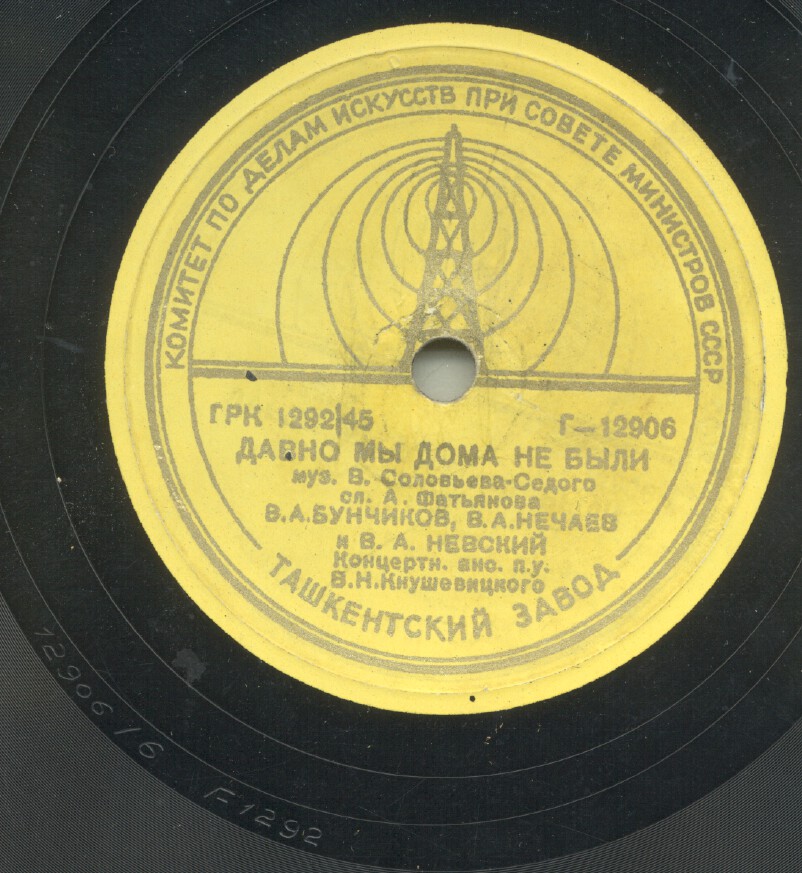 КОМИТЕТ ПО ДЕЛАМ ИСКУССТВ ПРИ СОВЕТЕ МИНИСТРОВ СССР
ГРК 1292|45 Г—12906
ДАВНО МЫ ДОМА НЕ БЫЛИ
муз. В. Соловьева-Седого
сл. А. Фатьянова
В.А.БУНЧИКОВ, В.А.НЕЧАЕВ
и В. А. НЕВСКИЙ
Концертн. анс. п.у.
В.Н.Кнушевицкого
ТАШКЕНТСКИЙ ЗАВОД
12906/6 F1292